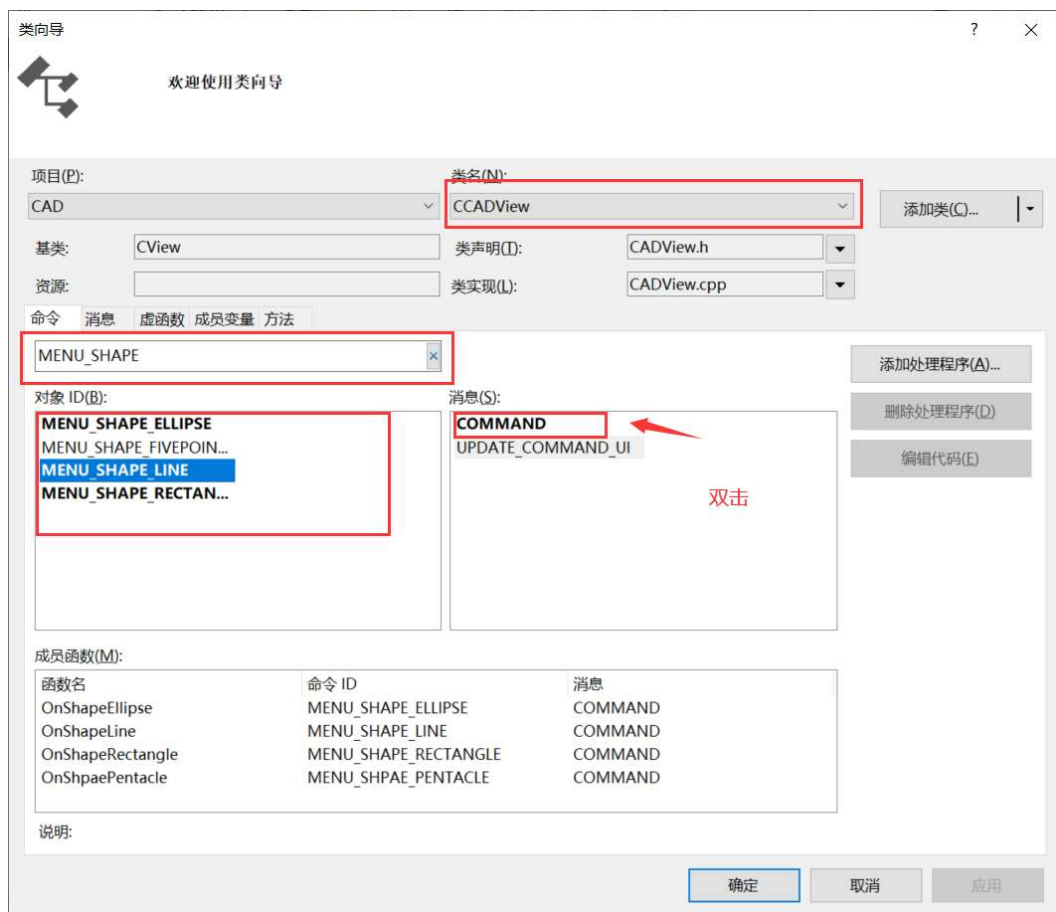 类向导
?
欢迎使用类向导
项目(P):
类名(N):
CAD
CCADView
添加类(C)...
基类:
CView
类声明(T):
CADView.h
资源:
类实现(L):
CADView.cpp
命令 消息 虚函数 成员变量 方法
MENU_SHAPE
×
添加处理程序(A)...
对象 ID(B):
消息(S):
MENU_SHAPE_ELLIPSE
COMMAND
删除处理程序(D)
MENU_SHAPE_FIVEPOIN...
UPDATE_COMMAND_UI
编辑代码(E)
MENU_SHAPE_LINE
MENU_SHAPE_RECTAN...
双击
成员函数(M):
函数名 命令 ID 消息
OnShapeEllipse MENU_SHAPE_ELLIPSE COMMAND
OnShapeLine MENU_SHAPE_LINE COMMAND
OnShapeRectangle MENU_SHAPE_RECTANGLE COMMAND
OnShpaePentacle MENU_SHPAE_PENTACLE COMMAND
说明:
确定
取消
应用